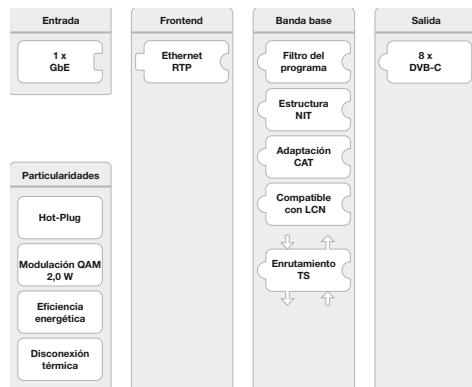 Entrada
1 x
GbE
Frontend
Ethernet
RTP
Banda base
Filtro del
programa
Estructura
NIT
Adaptación
CAT
Compatible
con LCN
Enrutamiento
TS
Salida
8 x
DVB-C
Particularidades
Hot-Plug
Modulación QAM
2,0 W
Eficiencia
energética
Disconexión
térmica